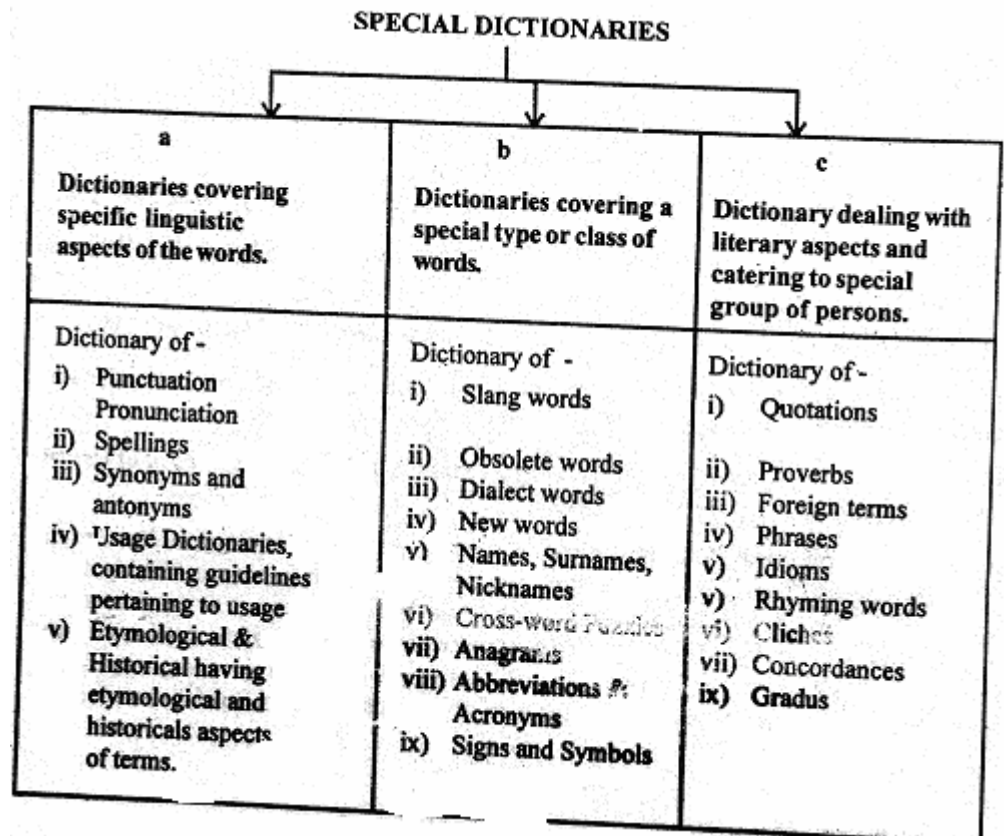 SPECIAL DICTIONARIES
a
Dictionaries covering
specific linguistic
aspects of the words.
b
Dictionaries covering a
special type or class of
words.
c
Dictionary dealing with
literary aspects and
catering to special
group of persons.
Dictionary of -
i) Punctuation
Pronunciation
ii) Spellings
iii) Synonyms and
antonyms
iv) Usage Dictionaries,
containing guidelines
pertaining to usage
v) Etymological &
Historical having
etymological and
historicals aspects
of terms.
Dictionary of -
i) Slang words
ii) Obsolete words
iii) Dialect words
iv) New words
v) Names, Surnames,
Nicknames
vi) Cross-word Puzzles
vii) Anagrams
viii) Abbreviations &
Acronyms
ix) Signs and Symbols
Dictionary of -
i) Quotations
ii) Proverbs
iii) Foreign terms
iv) Phrases
v) Idioms
v) Rhyming words
vi) Cliches
vii) Concordances
ix) Gradus